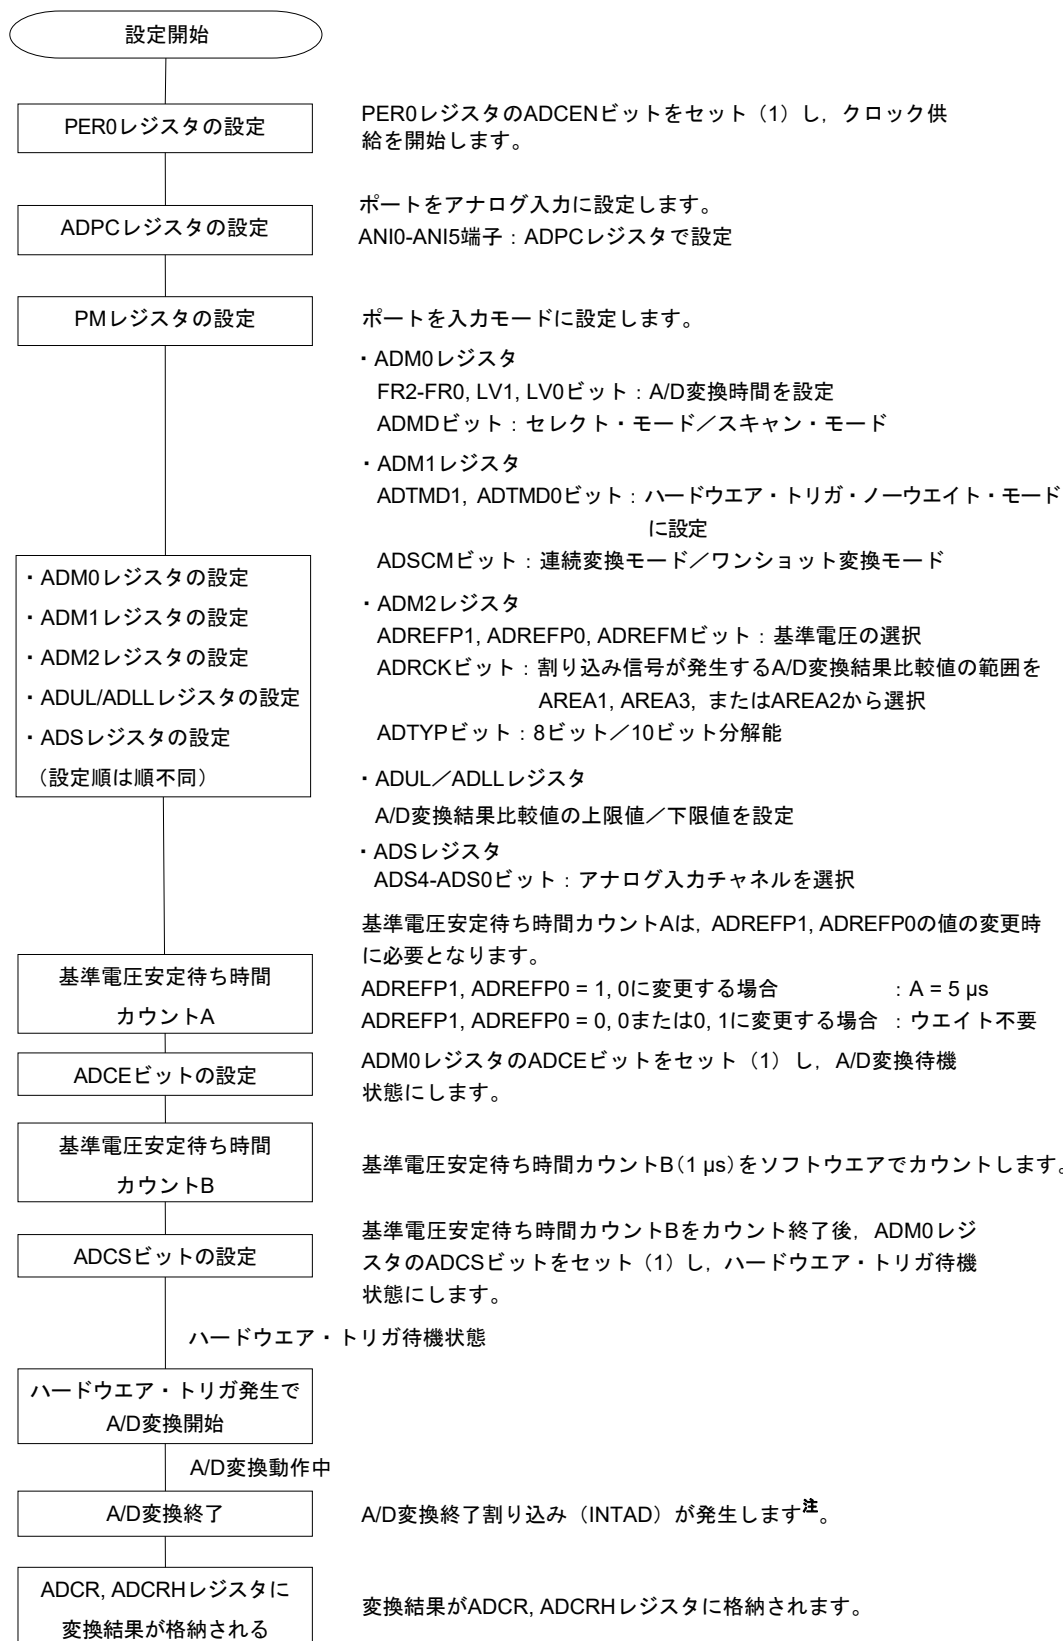 設定開始
PER0レジスタの設定
PER0レジスタのADCENビットをセット（1）し，クロック供
給を開始します。
ADPCレジスタの設定
ポートをアナログ入力に設定します。
ANI0-ANI5端子：ADPCレジスタで設定
PMレジスタの設定
ポートを入力モードに設定します。
・ADM0レジスタ
FR2-FR0, LV1, LV0ビット：A/D変換時間を設定
ADMDビット：セレクト・モード／スキャン・モード
・ADM1レジスタ
ADTMD1, ADTMD0ビット：ハードウエア・トリガ・ノーウエイト・モード
に設定
ADSCMビット：連続変換モード／ワンショット変換モード
・ADM2レジスタ
ADREFP1, ADREFP0, ADREFMビット：基準電圧の選択
ADRCKビット：割り込み信号が発生するA/D変換結果比較値の範囲を
AREA1, AREA3, またはAREA2から選択
ADTYPビット：8ビット／10ビット分解能
・ADUL／ADLLレジスタ
A/D変換結果比較値の上限値／下限値を設定
・ADSレジスタ
ADS4-ADS0ビット：アナログ入力チャネルを選択
・ADM0レジスタの設定
・ADM1レジスタの設定
・ADM2レジスタの設定
・ADUL/ADLLレジスタの設定
・ADSレジスタの設定
（設定順は順不同）
基準電圧安定待ち時間
カウントA
基準電圧安定待ち時間カウントAは，ADREFP1, ADREFP0の値の変更時
に必要となります。
ADREFP1, ADREFP0 = 1, 0に変更する場合 ：A = 5 µs
ADREFP1, ADREFP0 = 0, 0または0, 1に変更する場合 ：ウエイト不要
ADCEビットの設定
ADM0レジスタのADCEビットをセット（1）し，A/D変換待機
状態にします。
基準電圧安定待ち時間
カウントB
基準電圧安定待ち時間カウントB（1 µs）をソフトウエアでカウントします。
ADCSビットの設定
基準電圧安定待ち時間カウントBをカウント終了後，ADM0レジ
スタのADCSビットをセット（1）し，ハードウエア・トリガ待機
状態にします。
ハードウエア・トリガ待機状態
ハードウエア・トリガ発生で
A/D変換開始
A/D変換動作中
A/D変換終了
A/D変換終了割り込み（INTAD）が発生します注。
ADCR, ADCRHレジスタに
変換結果が格納される
変換結果がADCR, ADCRHレジスタに格納されます。